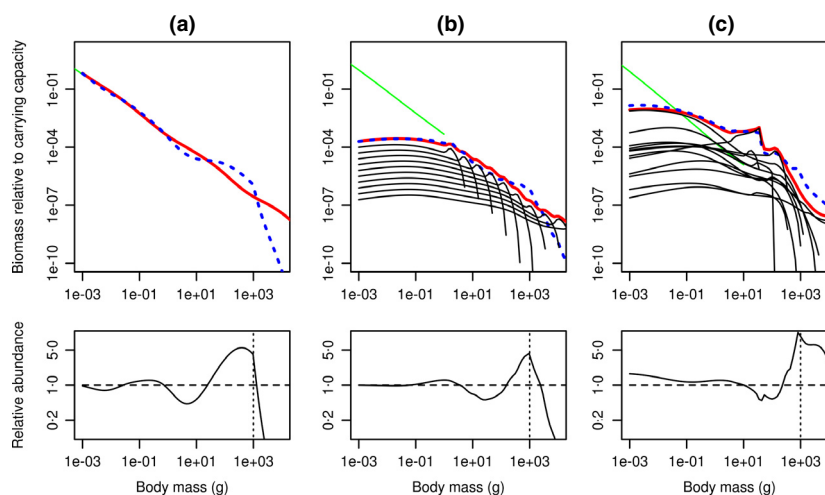 (a) (b) (c)
Biomass relative to carrying capacity
1e-01 1e-01 1e-01
1e-04 1e-04 1e-04
1e-07 1e-07 1e-07
1e-10 1e-10 1e-10
1e-03 1e-01 1e+01 1e+03 1e-03 1e-01 1e+01 1e+03 1e-03 1e-01 1e+01 1e+03
Relative abundance
5·0 5·0 5·0
1·0 1·0 1·0
0·2 0·2 0·2
1e-03 1e-01 1e+01 1e+03 1e-03 1e-01 1e+01 1e+03 1e-03 1e-01 1e+01 1e+03
Body mass (g) Body mass (g) Body mass (g)